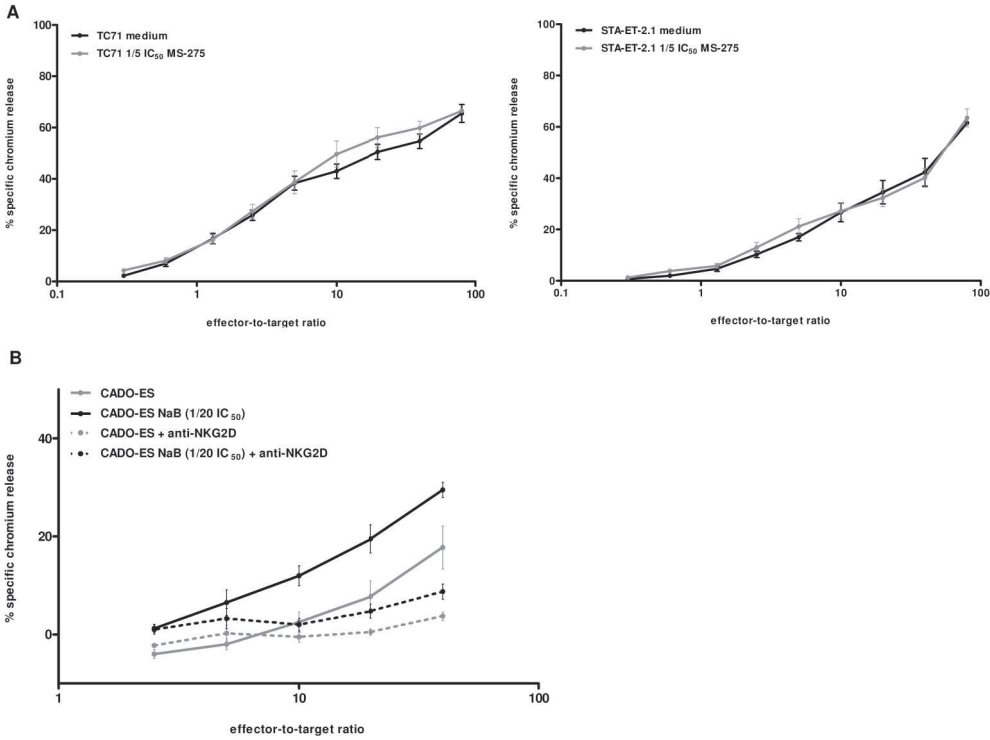 A
% specific chromium release
100
80
60
40
20
0
0.1
1
10
100
effector-to-target ratio
TC71 medium
TC71 1/5 IC50 MS-275
% specific chromium release
100
80
60
40
20
0
0.1
1
10
100
effector-to-target ratio
STA-ET-2.1 medium
STA-ET-2.1 1/5 IC50 MS-275
B
% specific chromium release
40
20
0
1
10
100
effector-to-target ratio
CADO-ES
CADO-ES NaB (1/20 IC50)
CADO-ES + anti-NKG2D
CADO-ES NaB (1/20 IC50) + anti-NKG2D